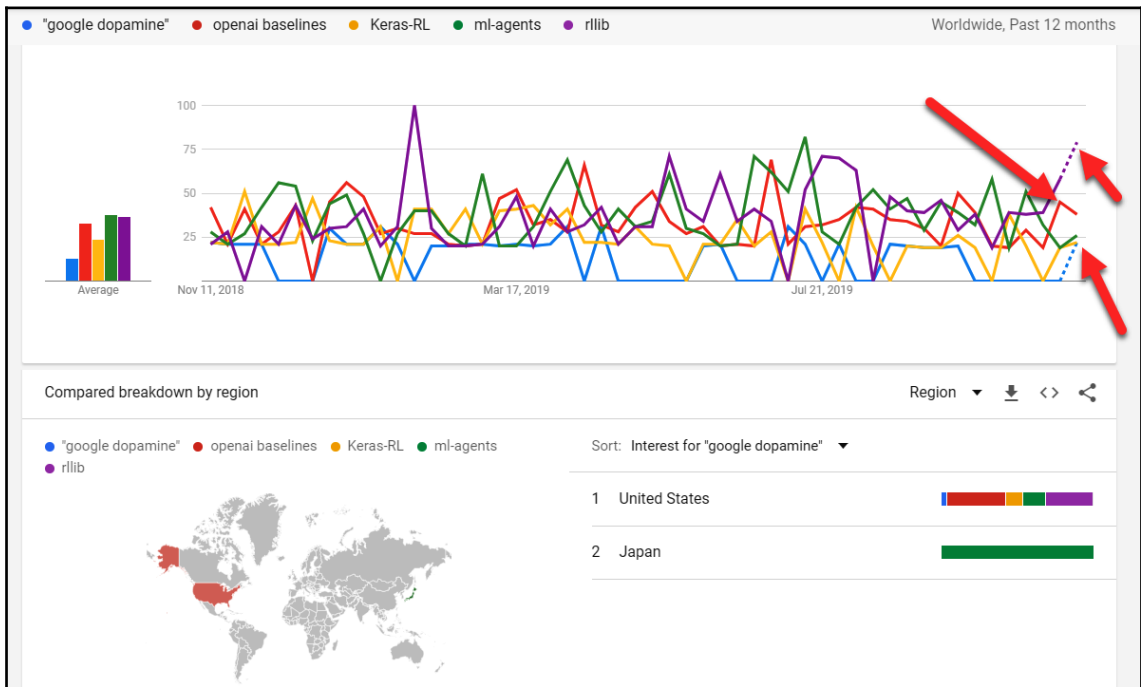 "google dopamine" openai baselines Keras-RL ml-agents rllib Worldwide, Past 12 months
100
75
50
25
Average Nov 11, 2018 Mar 17, 2019 Jul 21, 2019
Compared breakdown by region Region
"google dopamine" openai baselines Keras-RL ml-agents
rllib
Sort: Interest for "google dopamine"
1 United States
2 Japan